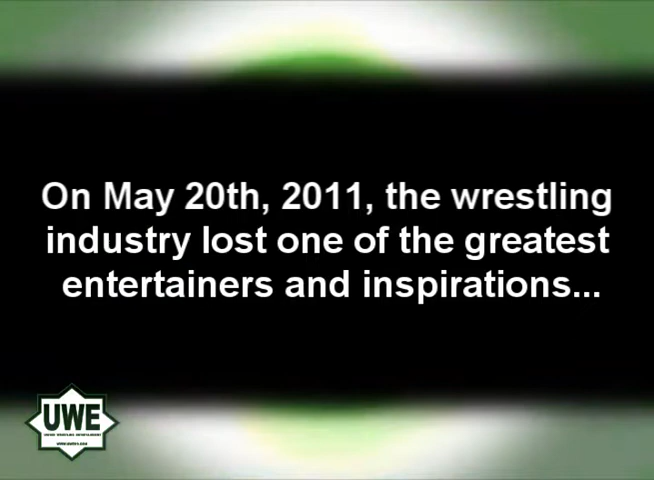 On May 20th, 2011, the wrestling
industry lost one of the greatest
entertainers and inspirations...
UWE